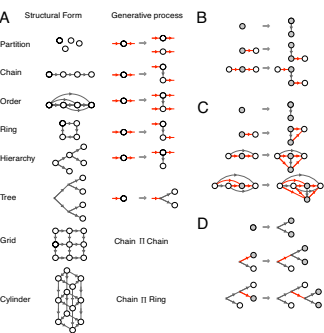 A
Structural Form
Generative process
Partition
Chain
Order
Ring
Hierarchy
Tree
Grid
Chain Π Chain
Cylinder
Chain Π Ring
B
C
D